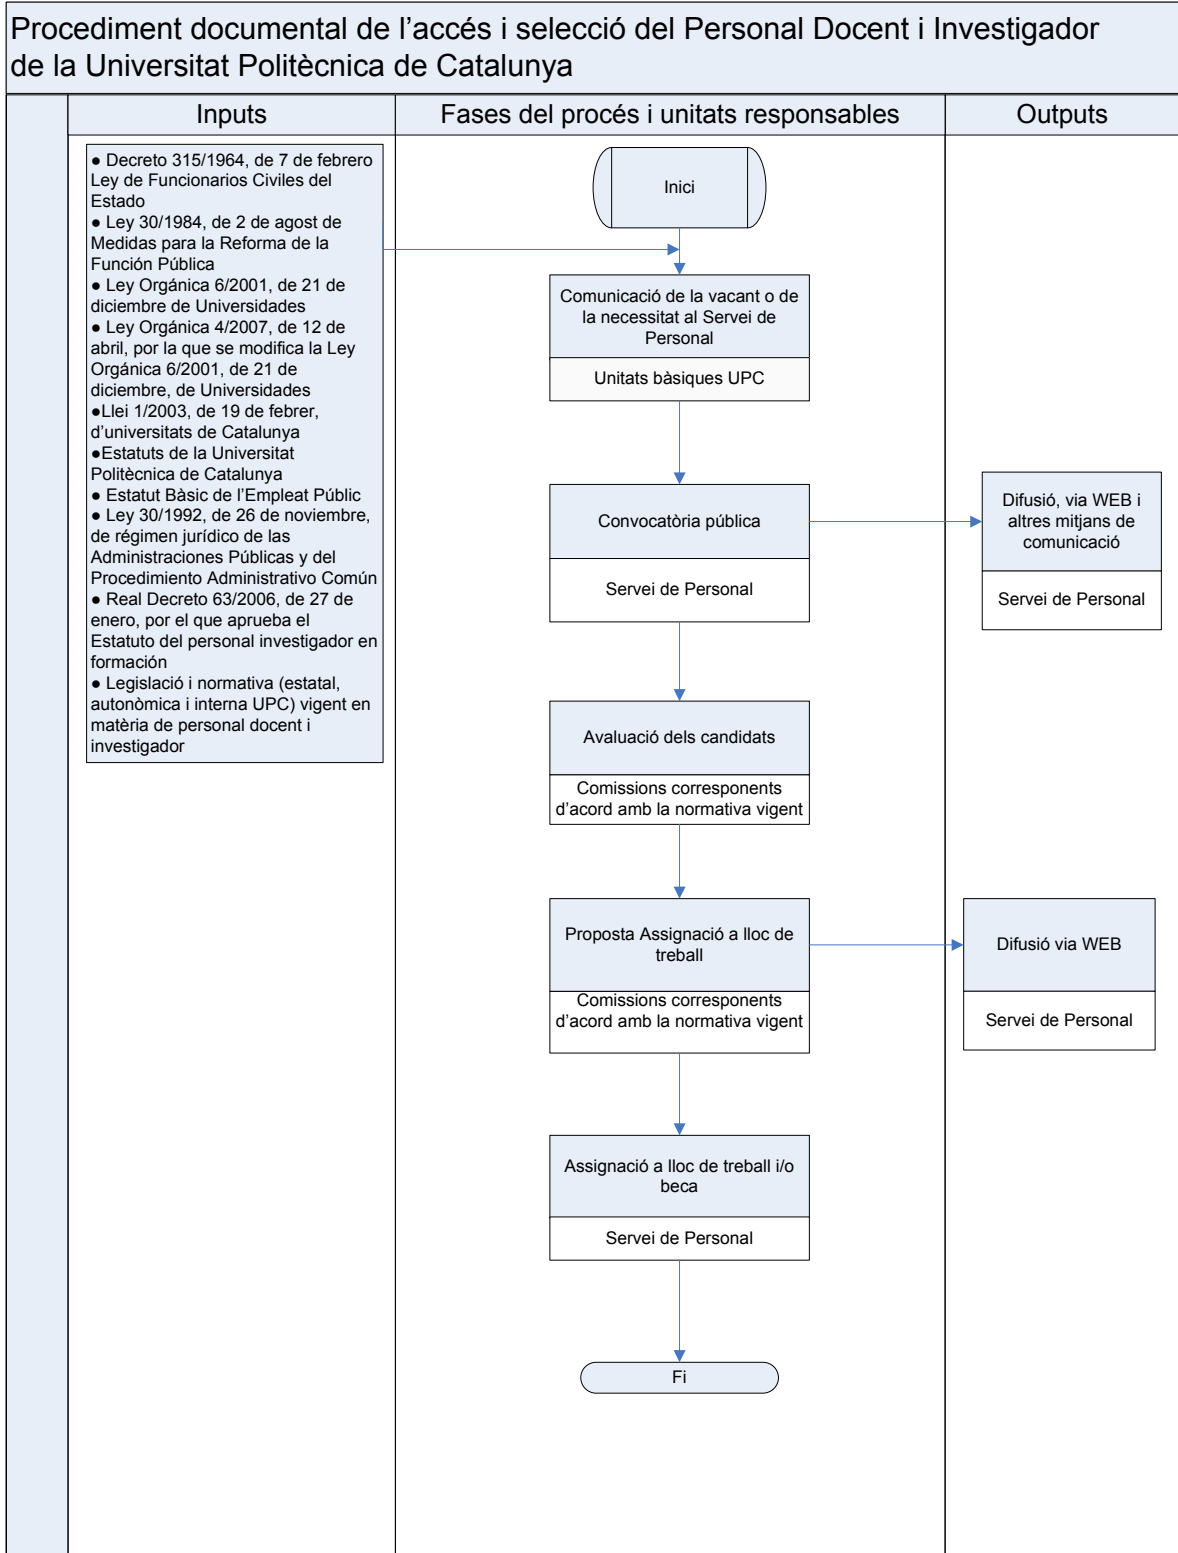 Procediment documental de l’accés i selecció del Personal Docent i Investigador
de la Universitat Politècnica de Catalunya
Inputs
Fases del procés i unitats responsables
Outputs
● Decreto 315/1964, de 7 de febrero
Ley de Funcionarios Civiles del
Estado
● Ley 30/1984, de 2 de agost de
Medidas para la Reforma de la
Función Pública
● Ley Orgánica 6/2001, de 21 de
diciembre de Universidades
● Ley Orgánica 4/2007, de 12 de
abril, por la que se modifica la Ley
Orgánica 6/2001, de 21 de
diciembre, de Universidades
●Llei 1/2003, de 19 de febrer,
d’universitats de Catalunya
●Estatuts de la Universitat
Politècnica de Catalunya
● Estatut Bàsic de l’Empleat Públic
● Ley 30/1992, de 26 de noviembre,
de régimen jurídico de las
Administraciones Públicas y del
Procedimiento Administrativo Común
● Real Decreto 63/2006, de 27 de
enero, por el que aprueba el
Estatuto del personal investigador en
formación
● Legislació i normativa (estatal,
autonòmica i interna UPC) vigent en
matèria de personal docent i
investigador
Inici
Comunicació de la vacant o de
la necessitat al Servei de
Personal
Unitats bàsiques UPC
Convocatòria pública
Servei de Personal
Difusió, via WEB i
altres mitjans de
comunicació
Servei de Personal
Avaluació dels candidats
Comissions corresponents
d’acord amb la normativa vigent
Proposta Assignació a lloc de
treball
Comissions corresponents
d’acord amb la normativa vigent
Difusió via WEB
Servei de Personal
Assignació a lloc de treball i/o
beca
Servei de Personal
Fi